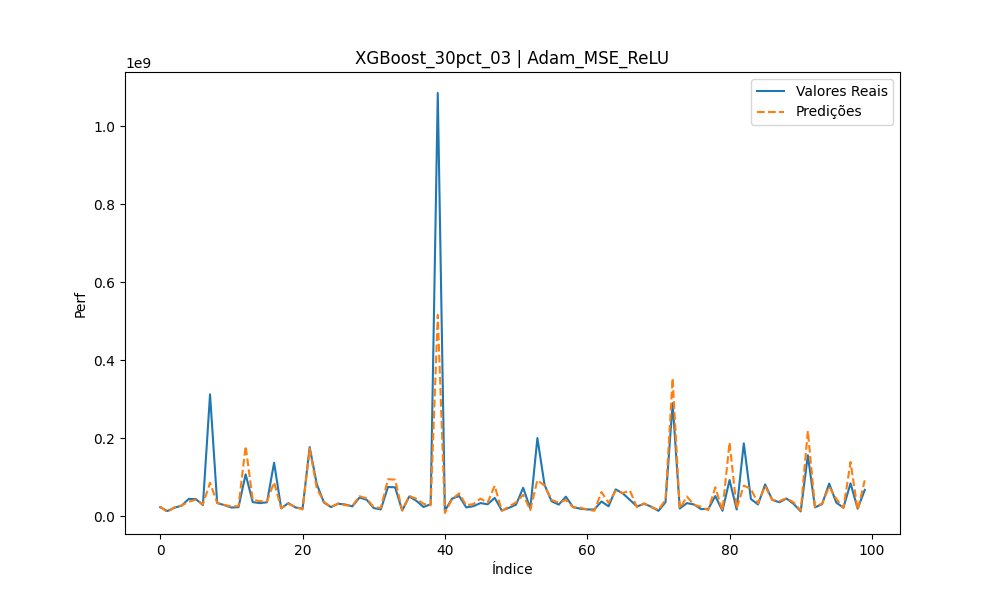 XGBoost_30pct_03 | Adam_MSE_ReLU
1e9
Valores Reais
Predições
1.0
0.8
0.6
0.4
0.2
0.0
Perf
0 20 40 60 80 100
Índice